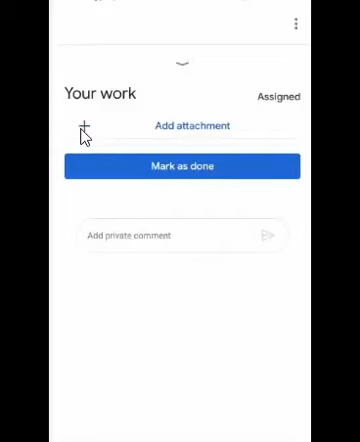 Your work
Assigned
Add attachment
Mark as done
Add private comment